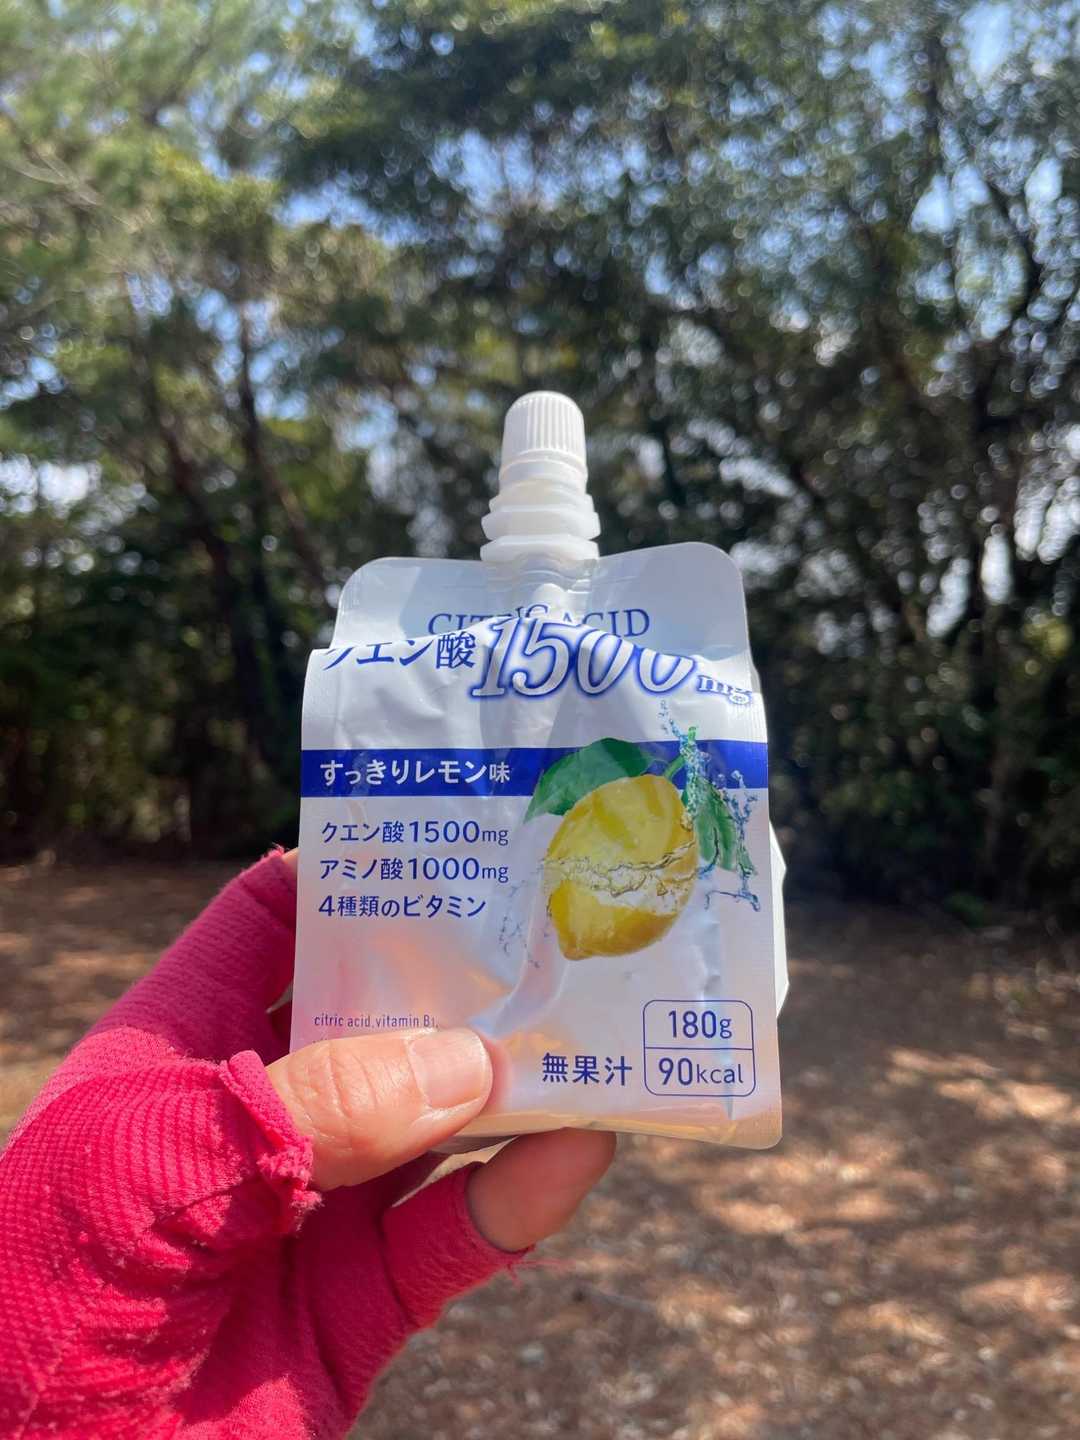 CITRIC ACID
クエン酸1500mg
すっきりレモン味
クエン酸1500mg
アミノ酸1000mg
4種類のビタミン
citric acid,vitamin B1,
無果汁
180g
90kcal